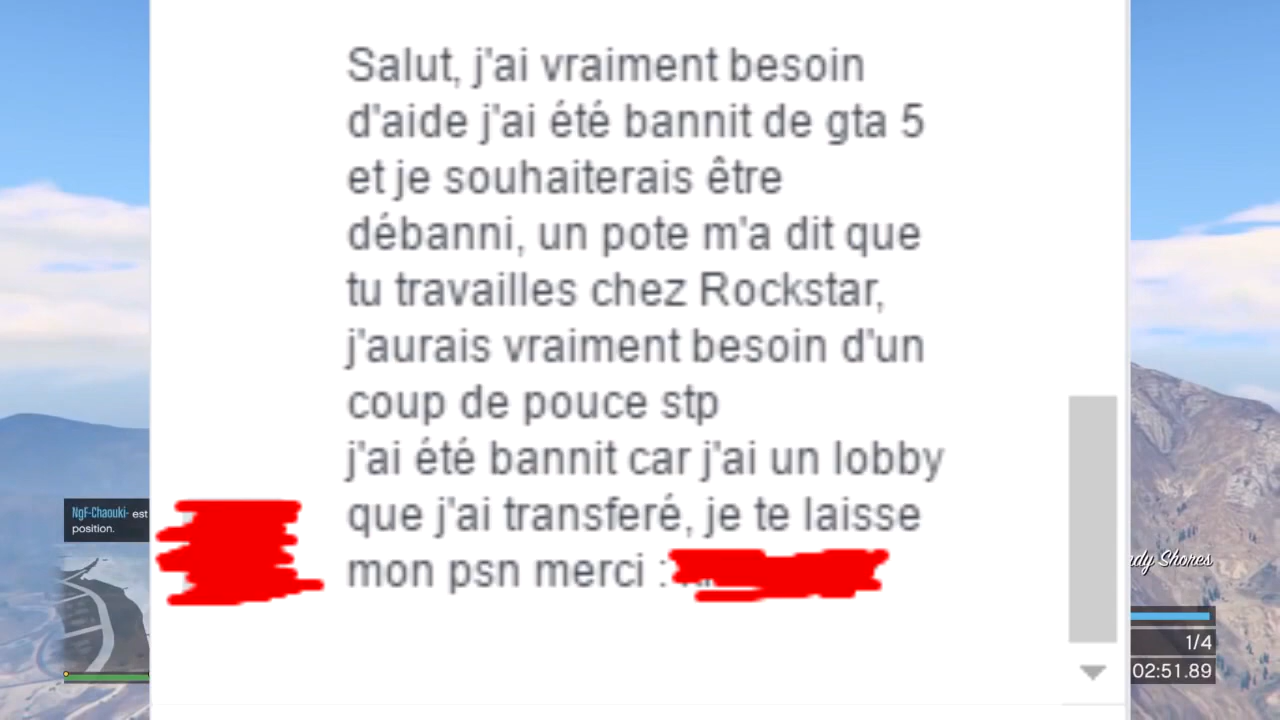 Salut, j'ai vraiment besoin
d'aide j'ai été bannit de gta 5
et je souhaiterais être
débanni, un pote m'a dit que
tu travailles chez Rockstar,
j'aurais vraiment besoin d'un
coup de pouce stp
j'ai été bannit car j'ai un lobby
que j'ai transferé, je te laisse
mon psn merci :
NgF-Chaouki- est
position.
dy Shores
1/4
02:51.89